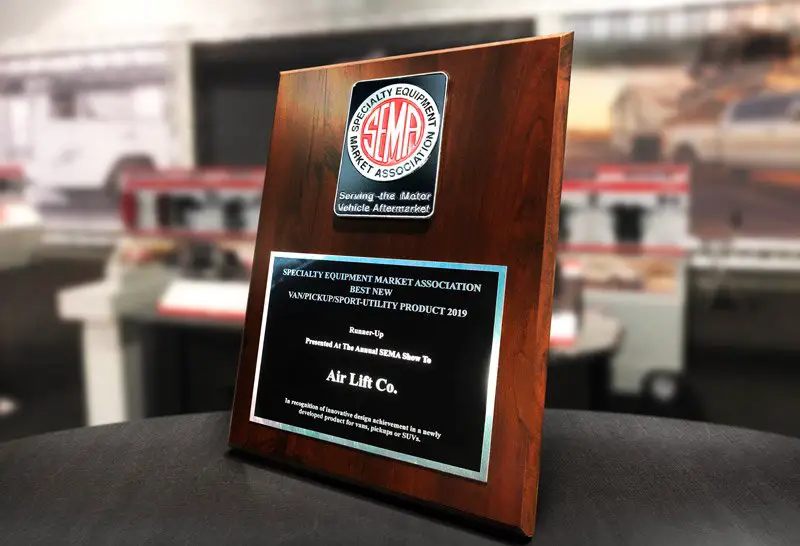 SPECIALTY EQUIPMENT
SEMA
MARKET ASSOCIATION
Serving the Motor
Vehicle Aftermarket
SPECIALTY EQUIPMENT MARKET ASSOCIATION
BEST NEW
VAN/PICKUP/SPORT-UTILITY PRODUCT 2019
Runner-Up
Presented At The Annual SEMA Show To
Air Lift Co.
In recognition of innovative design achievement in a newly
developed product for vans, pickups or SUVs.